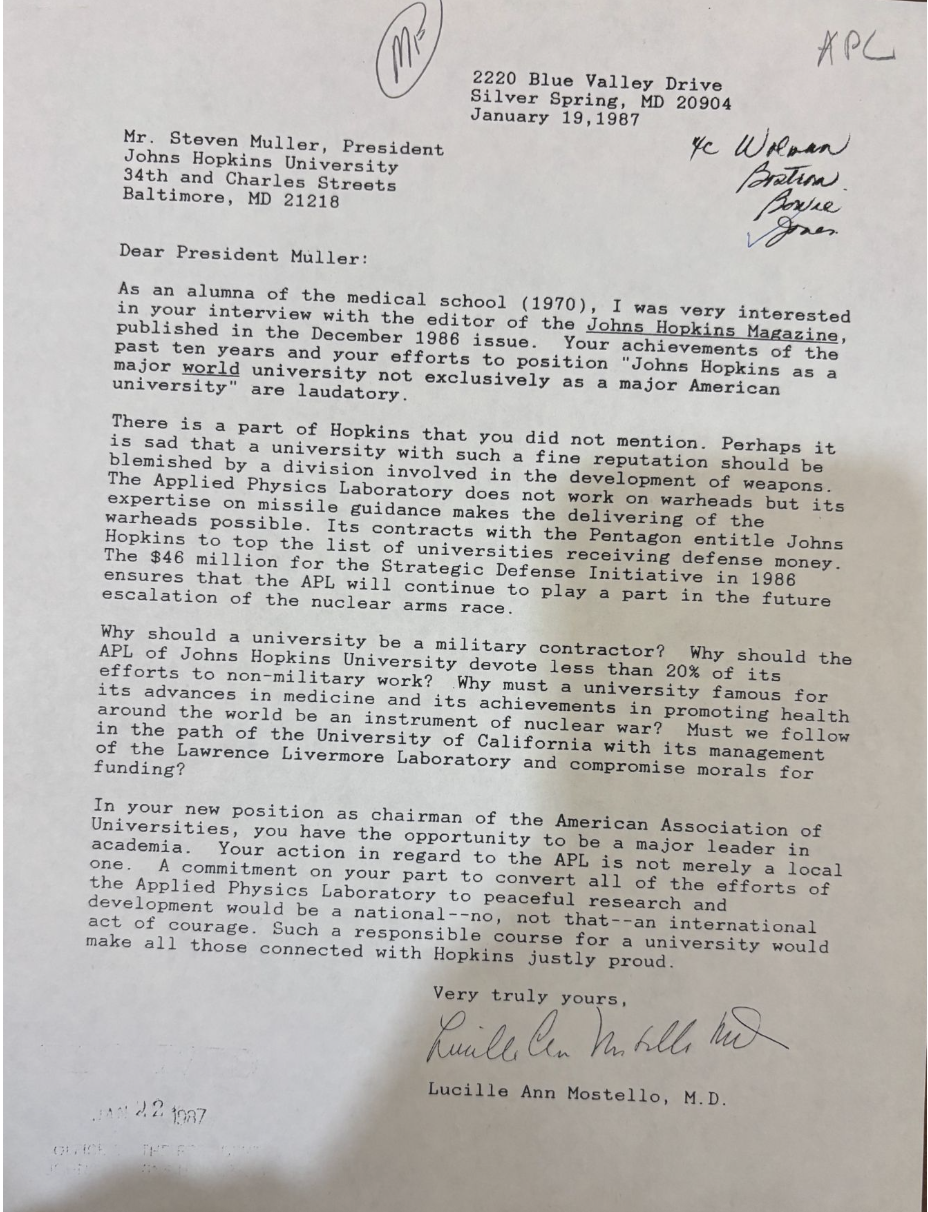 MF
APL
2220 Blue Valley Drive
Silver Spring, MD 20904
January 19,1987
Mr. Steven Muller, President
Johns Hopkins University
34th and Charles Streets
Baltimore, MD 21218
Wolman
Bostrom
Bowie
Jones
Dear President Muller:
As an alumna of the medical school (1970), I was very interested
in your interview with the editor of the Johns Hopkins Magazine,
published in the December 1986 issue.  Your achievements of the
past ten years and your efforts to position "Johns Hopkins as a
major world university not exclusively as a major American
university" are laudatory.
There is a part of Hopkins that you did not mention. Perhaps it
is sad that a university with such a fine reputation should be
blemished by a division involved in the development of weapons.
The Applied Physics Laboratory does not work on warheads but its
expertise on missile guidance makes the delivering of the
warheads possible. Its contracts with the Pentagon entitle Johns
Hopkins to top the list of universities receiving defense money.
The $46 million for the Strategic Defense Initiative in 1986
ensures that the APL will continue to play a part in the future
escalation of the nuclear arms race.
Why should a university be a military contractor?  Why should the
APL of Johns Hopkins University devote less than 20% of its
efforts to non-military work?  Why must a university famous for
its advances in medicine and its achievements in promoting health
around the world be an instrument of nuclear war?  Must we follow
in the path of the University of California with its management
of the Lawrence Livermore Laboratory and compromise morals for
funding?
In your new position as chairman of the American Association of
Universities, you have the opportunity to be a major leader in
academia.  Your action in regard to the APL is not merely a local
one.  A commitment on your part to convert all of the efforts of
the Applied Physics Laboratory to peaceful research and
development would be a national--no, not that--an international
act of courage. Such a responsible course for a university would
make all those connected with Hopkins justly proud.
Very truly yours,
Lucille Ann Mostello MD
Lucille Ann Mostello, M.D.
JAN 22 1987